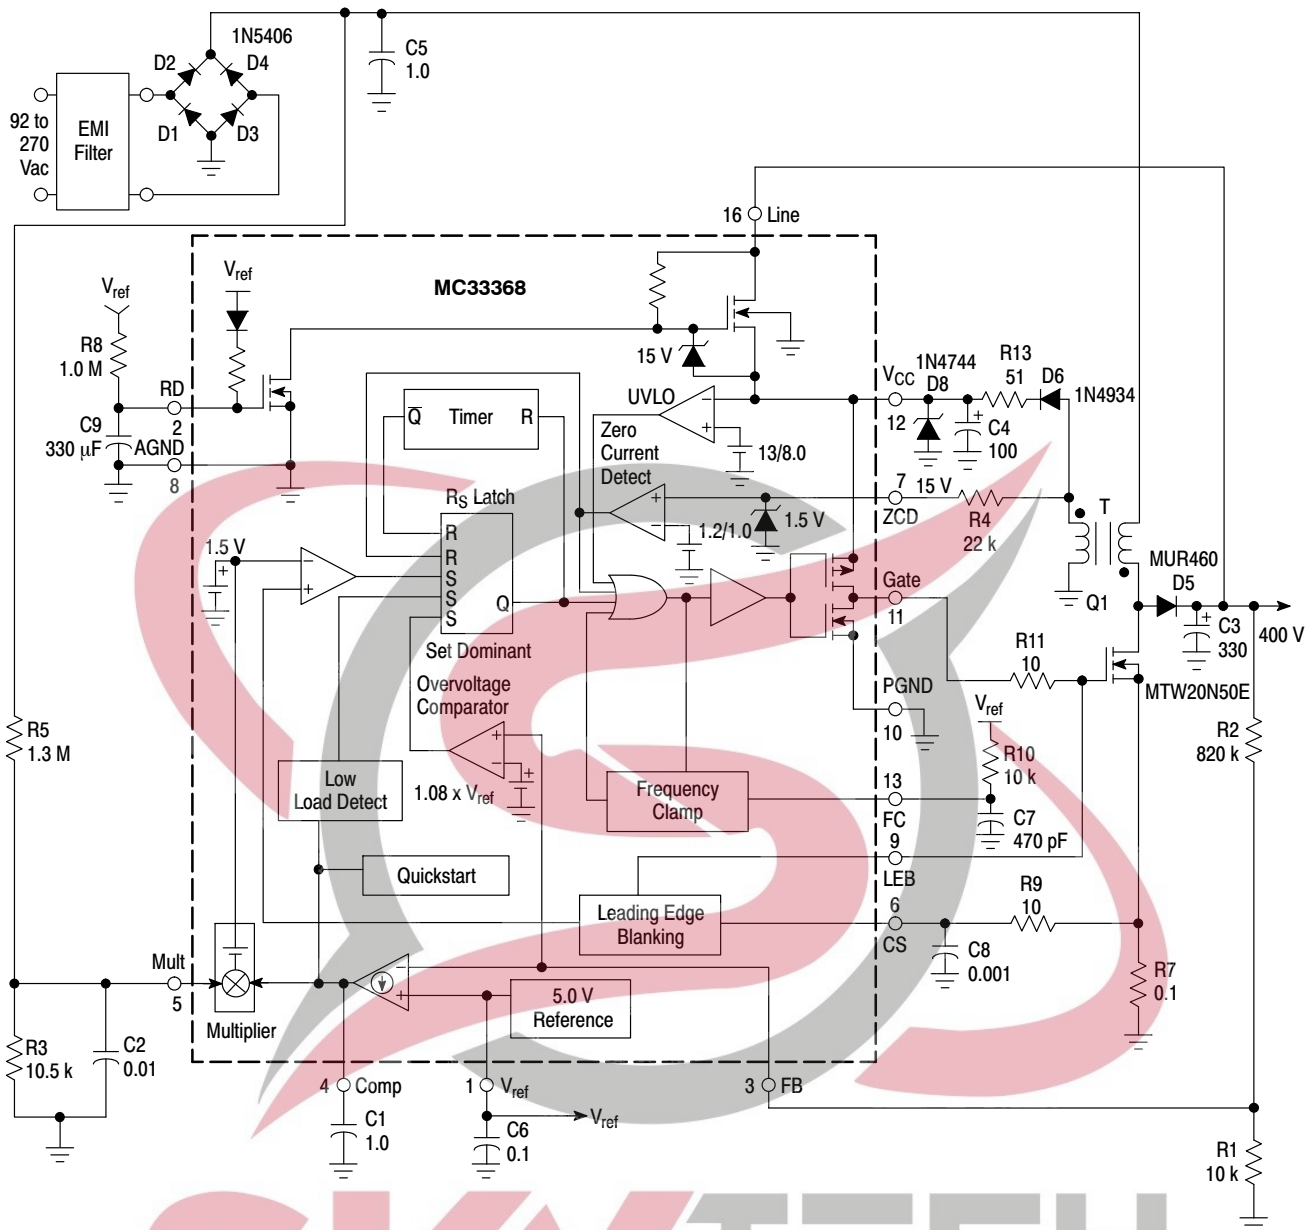 1N5406
D2
D4
D1
D3
C5
1.0
92 to
270
Vac
EMI
Filter
16
Line
MC33368
Vref
Vref
R8
1.0 M
RD
2
C9
330 μF
AGND
8
15 V
UVLO
13/8.0
Q
Timer
R
Zero
Current
Detect
VCC
12
1N4744
D8
R13
51
D6
1N4934
C4
100
7
15 V
ZCD
R4
22 k
T
1.2/1.0
1.5 V
RS Latch
R
R
S
S
S
Q
Set Dominant
1.5 V
Overvoltage
Comparator
1.08 x Vref
Gate
11
Q1
MUR460
D5
C3
330
400 V
R11
10
MTW20N50E
PGND
10
Vref
R10
10 k
R2
820 k
R5
1.3 M
Low
Load Detect
Frequency
Clamp
13
FC
C7
470 pF
9
LEB
Quickstart
Leading Edge
Blanking
6
CS
R9
10
C8
0.001
R7
0.1
Mult
5
Multiplier
5.0 V
Reference
R3
10.5 k
C2
0.01
4
Comp
C1
1.0
1
Vref
Vref
C6
0.1
3
FB
R1
10 k